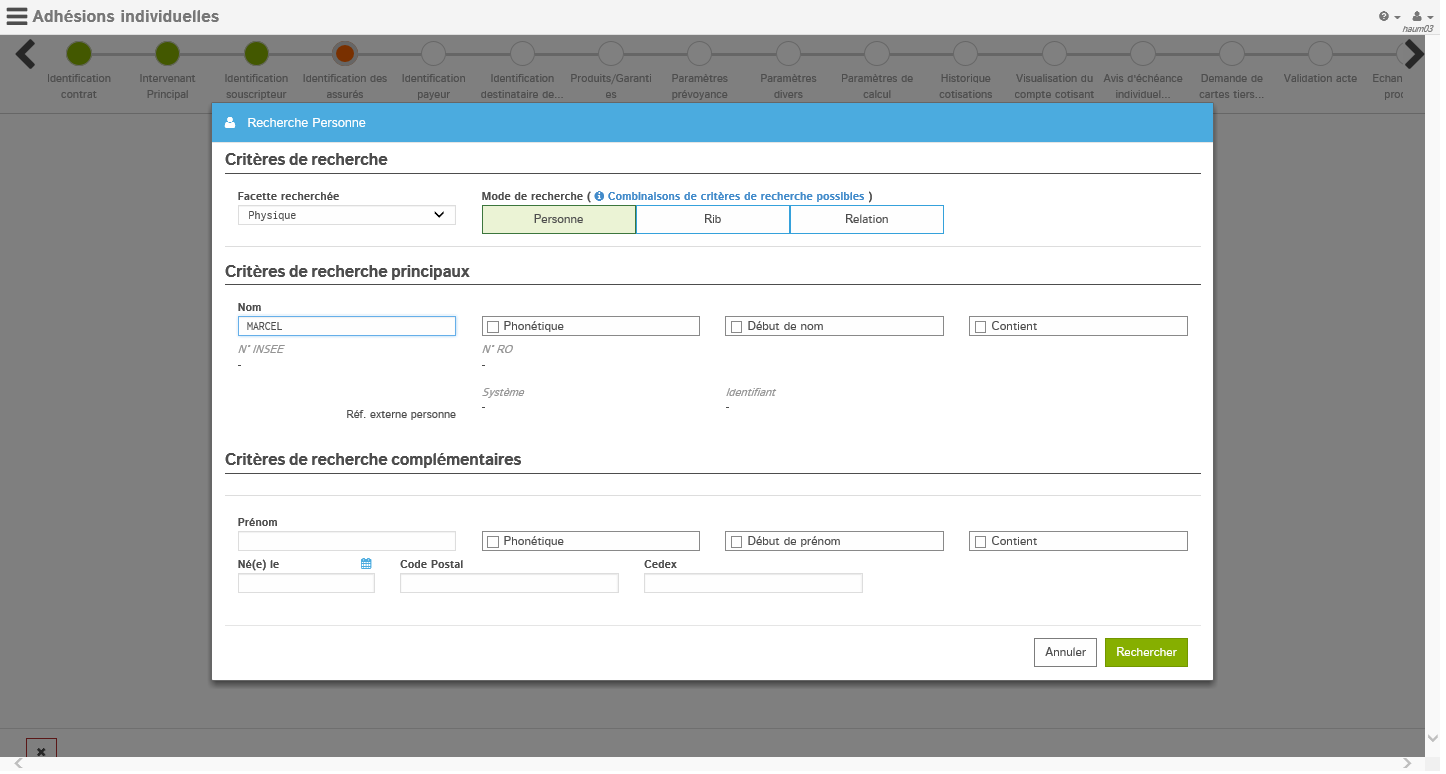 Adhésions individuelles
haum03
Identification contrat
Intervenant Principal
Identification souscripteur
Identification des assurés
Identification payeur
Identification destinataire de...
Produits/Garanti es
Paramètres prévoyance
Paramètres divers
Paramètres de calcul
Historique cotisations
Visualisation du compte cotisant
Avis d'échéance individuel...
Demande de cartes tiers...
Validation acte
Echan proc
Recherche Personne
Critères de recherche
Facette recherchée
Mode de recherche ( Combinaisons de critères de recherche possibles )
Physique
Personne
Rib
Relation
Critères de recherche principaux
Nom
MARCEL
Phonétique
Début de nom
Contient
N° INSEE
N° RO
-
-
Système
Identifiant
-
-
Réf. externe personne
Critères de recherche complémentaires
Prénom
Phonétique
Début de prénom
Contient
Né(e) le
Code Postal
Cedex
Annuler
Rechercher